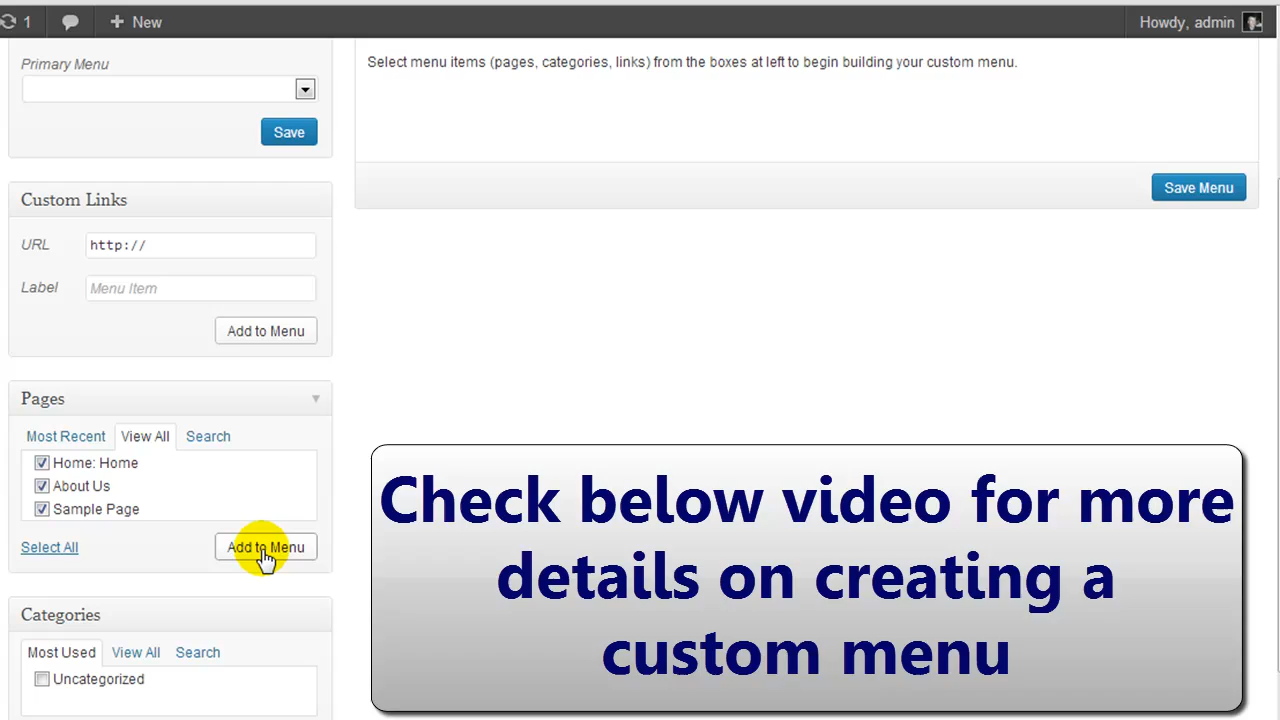 1 New Howdy, admin
Primary Menu
Save
Select menu items (pages, categories, links) from the boxes at left to begin building your custom menu.
Save Menu
Custom Links
URL http://
Label Menu Item
Add to Menu
Pages
Most Recent View All Search
Home: Home
About Us
Sample Page
Select All Add to Menu
Categories
Most Used View All Search
Uncategorized
Check below video for more
details on creating a
custom menu